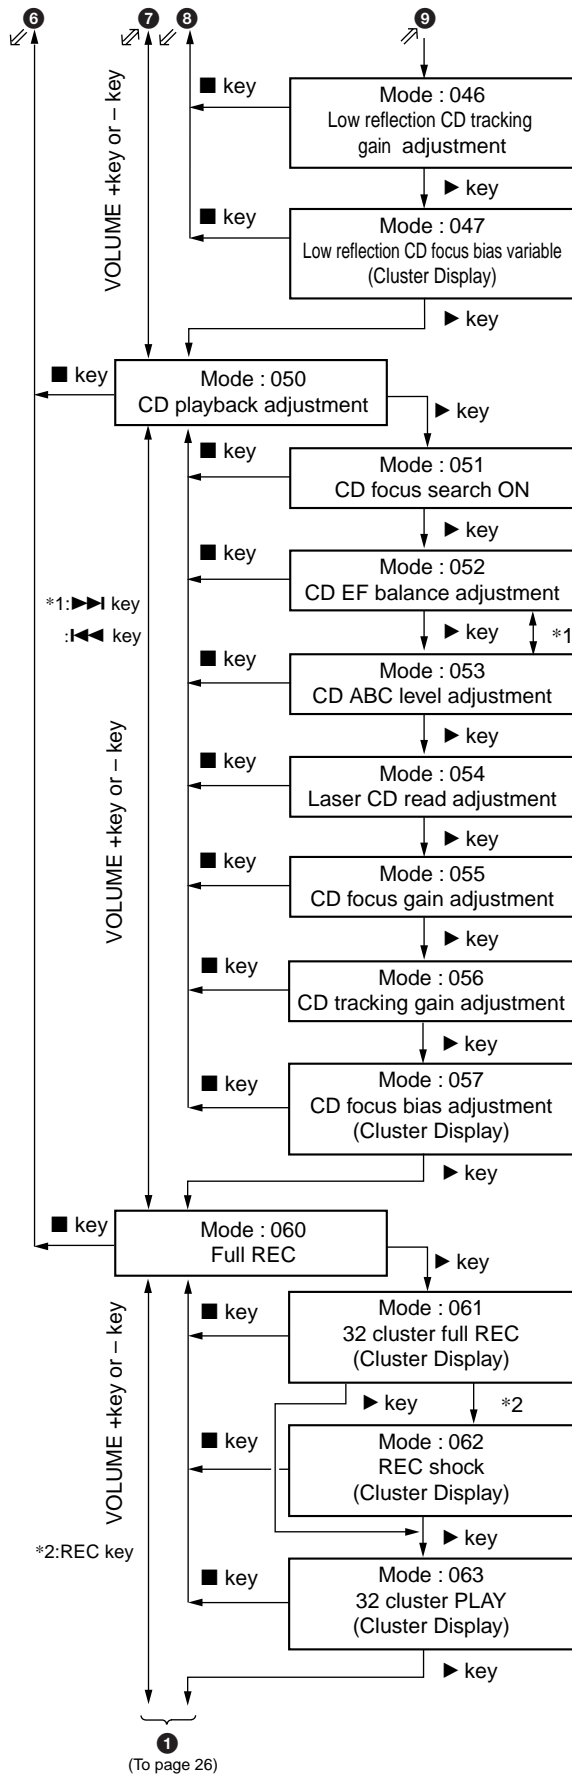 6 7 8 9
■ key
Mode : 046
Low reflection CD tracking
gain adjustment
► key
VOLUME +key or – key
■ key
Mode : 047
Low reflection CD focus bias variable
(Cluster Display)
► key
■ key
Mode : 050
CD playback adjustment
► key
■ key
Mode : 051
CD focus search ON
► key
■ key
Mode : 052
CD EF balance adjustment
*1:►►I key
:I◄◄ key
► key
*1
■ key
Mode : 053
CD ABC level adjustment
► key
■ key
Mode : 054
Laser CD read adjustment
► key
VOLUME +key or – key
■ key
Mode : 055
CD focus gain adjustment
► key
■ key
Mode : 056
CD tracking gain adjustment
► key
■ key
Mode : 057
CD focus bias adjustment
(Cluster Display)
► key
■ key
Mode : 060
Full REC
► key
■ key
Mode : 061
32 cluster full REC
(Cluster Display)
► key
*2
VOLUME +key or – key
■ key
Mode : 062
REC shock
(Cluster Display)
► key
*2:REC key
■ key
Mode : 063
32 cluster PLAY
(Cluster Display)
► key
1
(To page 26)